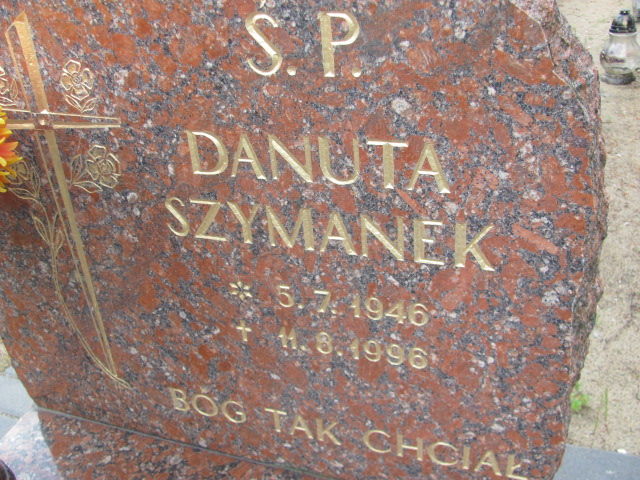 Ś.P.
DANUTA
SZYMANEK
* 5.7.1946
† 11.8.1996
BÓG TAK CHCIAŁ